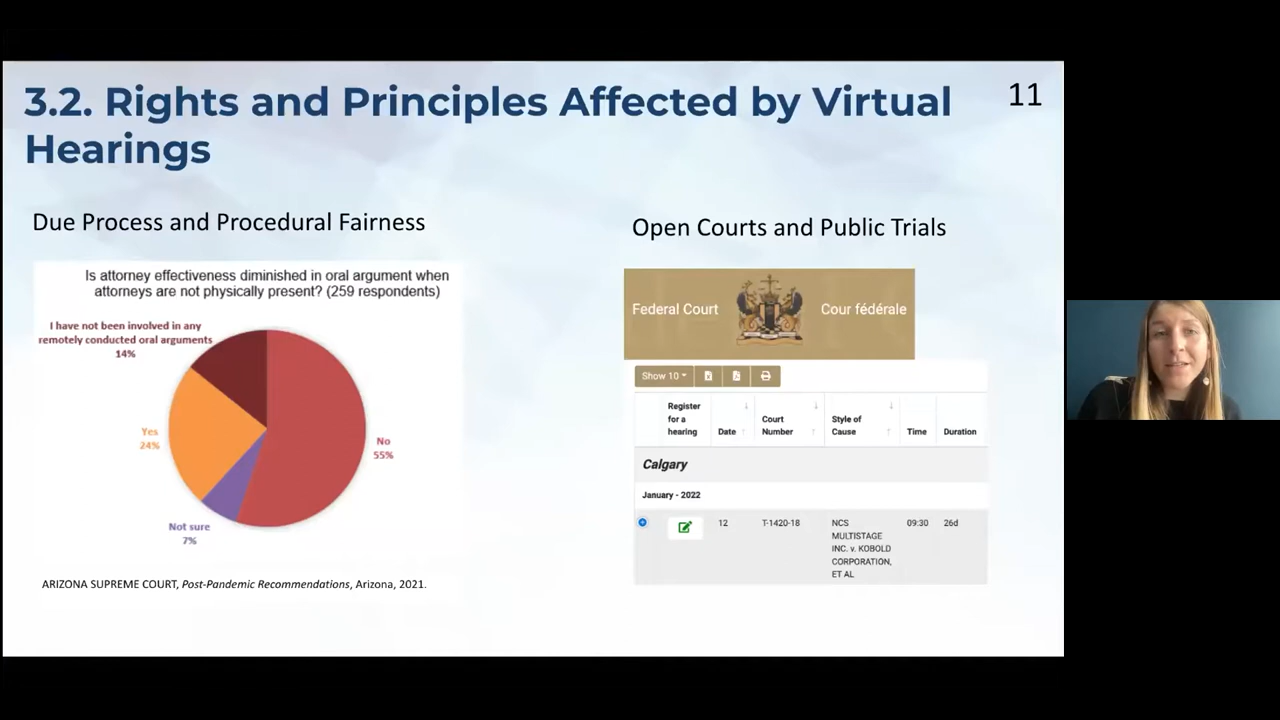 3.2. Rights and Principles Affected by Virtual
Hearings
11
Due Process and Procedural Fairness
Is attorney effectiveness diminished in oral argument when
attorneys are not physically present? (259 respondents)
I have not been involved in any
remotely conducted oral arguments
14%
Yes
24%
No
55%
Not sure
7%
ARIZONA SUPREME COURT, Post-Pandemic Recommendations, Arizona, 2021.
Open Courts and Public Trials
Federal Court
Cour fédérale
Show 10
Register
for a
hearing
Date
Court
Number
Style of
Cause
Time
Duration
Calgary
January - 2022
12
T-1420-18
NCS
MULTISTAGE
INC. v. KOBOLD
CORPORATION,
ET AL
09:30
26d